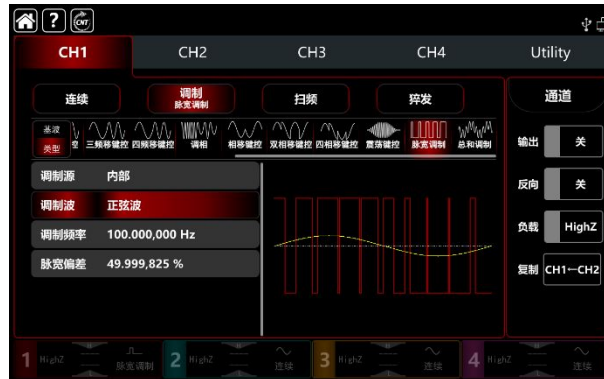 ? CNT
CH1 CH2 CH3 CH4 Utility
连续 调制 扫频 猝发 通道
脉宽调制
基波
类型 控 三频移键控 四频移键控 调相 相移键控 双相移键控 四相移键控 震荡键控 脉宽调制 总和调制
输出 关
调制源 内部
反向 关
调制波 正弦波
负载 HighZ
调制频率 100.000,000 Hz
脉宽偏差 49.999,825 %
复制 CH1←CH2
1 HighZ 脉宽调制 2 HighZ 连续 3 HighZ 连续 4 HighZ 连续